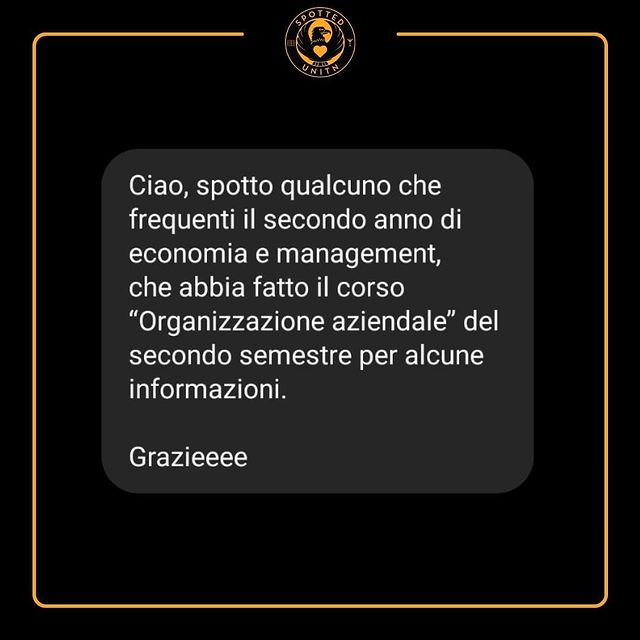 SPOTTED
UNITN
Ciao, spotto qualcuno che
frequenti il secondo anno di
economia e management,
che abbia fatto il corso
“Organizzazione aziendale” del
secondo semestre per alcune
informazioni.
Grazieeee